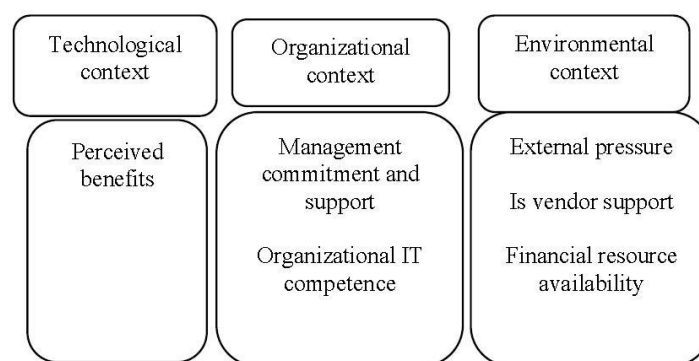 Technological
context
Organizational
context
Environmental
context
Perceived
benefits
Management
commitment and
support
Organizational IT
competence
External pressure
Is vendor support
Financial resource
availability